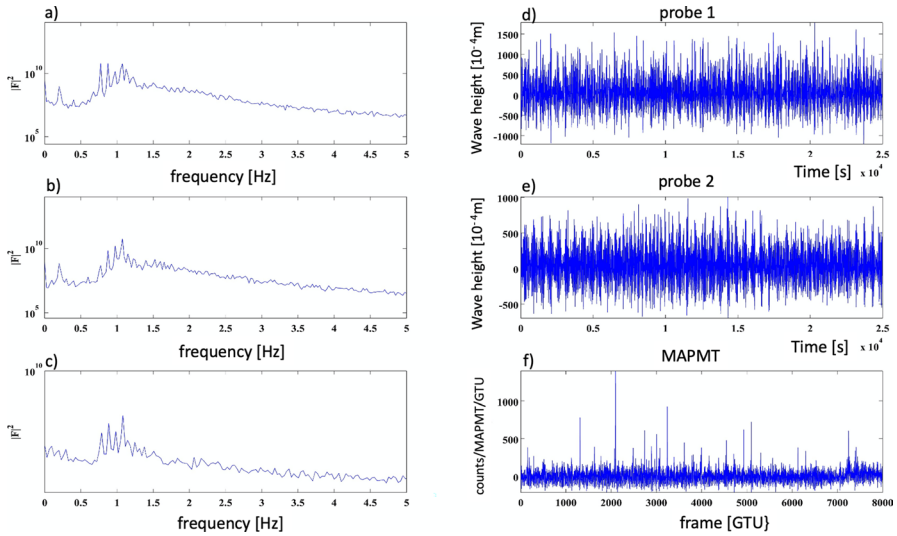 a)
|F|²
10¹⁰
10⁵
0 0.5 1 1.5 2 2.5 3 3.5 4 4.5 5
frequency [Hz]
b)
|F|²
10¹⁰
10⁵
0 0.5 1 1.5 2 2.5 3 3.5 4 4.5 5
frequency [Hz]
c)
|F|²
10¹⁰
0 0.5 1 1.5 2 2.5 3 3.5 4 4.5 5
frequency [Hz]
d) probe 1
Wave height [10⁻⁴m]
1500
1000
500
0
-500
-1000
0 0.5 1 1.5 2 2.5
Time [s] x 10⁴
e) probe 2
Wave height [10⁻⁴m]
1000
500
0
-500
0 0.5 1 1.5 2 2.5
Time [s] x 10⁴
f) MAPMT
counts/MAPMT/GTU
1000
500
0
0 1000 2000 3000 4000 5000 6000 7000 8000
frame [GTU}